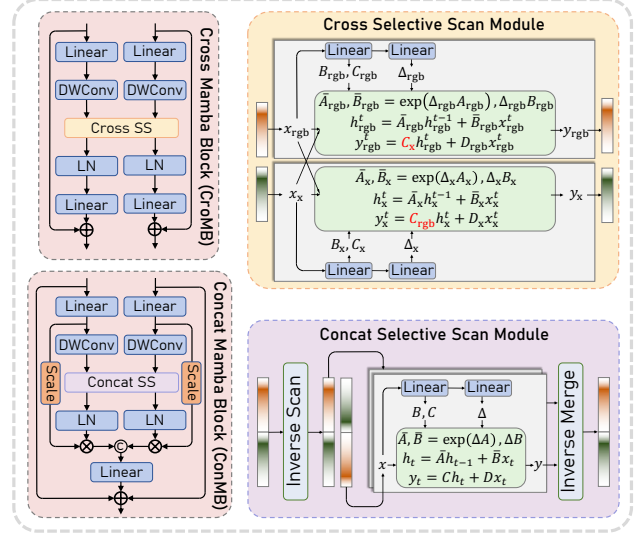 Linear Linear
DWConv DWConv
Cross SS
LN LN
Linear Linear
Cross Mamba Block (CroMB)
Cross Selective Scan Module
Linear Linear
B_rgb, C_rgb Δ_rgb
x_rgb
Ā_rgb, B̄_rgb = exp(Δ_rgb A_rgb), Δ_rgb B_rgb
h^t_rgb = Ā_rgb h^{t-1}_rgb + B̄_rgb x^t_rgb
y^t_rgb = C_x h^t_rgb + D_rgb x^t_rgb
y_rgb
x_x
Ā_x, B̄_x = exp(Δ_x A_x), Δ_x B_x
h^t_x = Ā_x h^{t-1}_x + B̄_x x^t_x
y^t_x = C_rgb h^t_x + D_x x^t_x
y_x
B_x, C_x Δ_x
Linear Linear
Linear Linear
DWConv DWConv
Scale Concat SS Scale
LN LN
C
Linear
Concat Mamba Block (ConMB)
Concat Selective Scan Module
Inverse Scan
Linear Linear
B, C Δ
x
Ā, B̄ = exp(ΔA), ΔB
h_t = Āh_{t-1} + B̄x_t
y_t = Ch_t + Dx_t
y
Inverse Merge